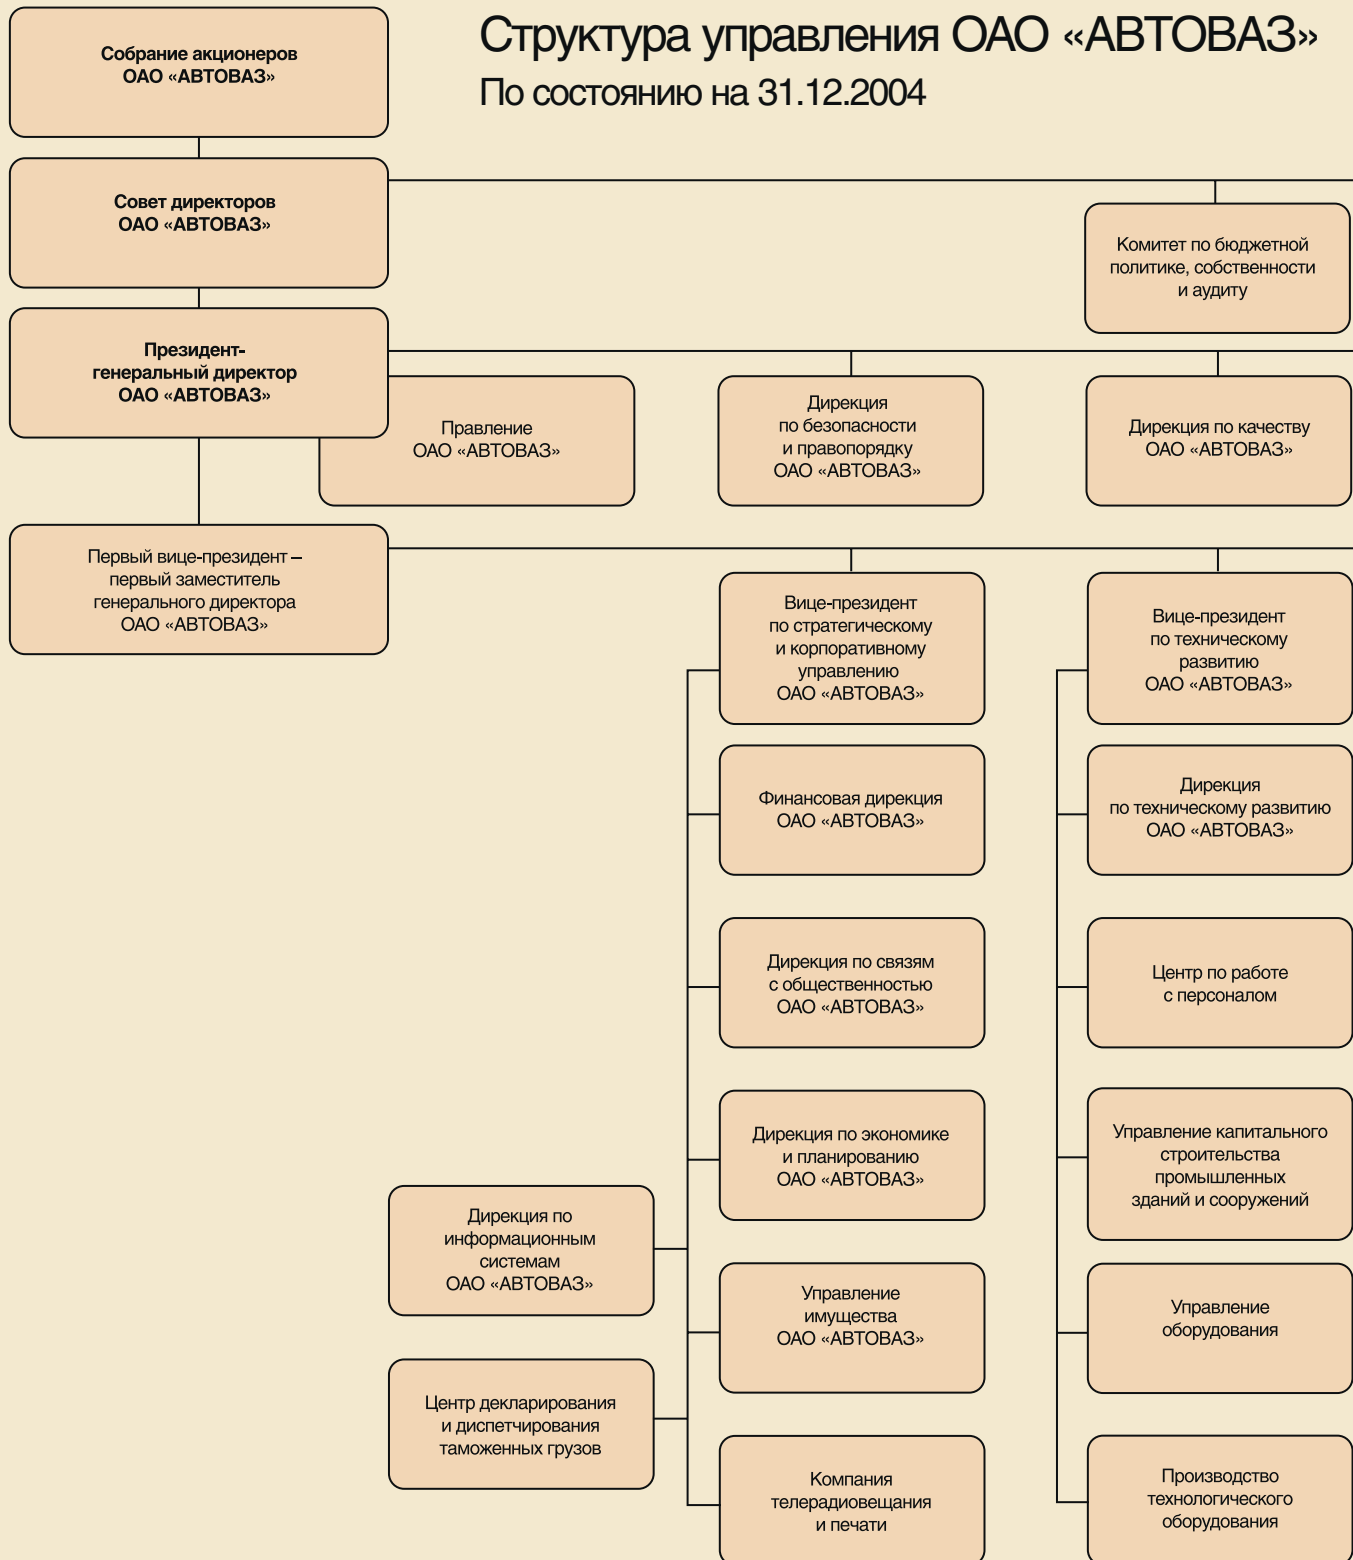 Структура управления ОАО «АВТОВАЗ»
По состоянию на 31.12.2004
Собрание акционеров
ОАО «АВТОВАЗ»
Совет директоров
ОАО «АВТОВАЗ»
Комитет по бюджетной
политике, собственности
и аудиту
Президент-
генеральный директор
ОАО «АВТОВАЗ»
Правление
ОАО «АВТОВАЗ»
Дирекция
по безопасности
и правопорядку
ОАО «АВТОВАЗ»
Дирекция по качеству
ОАО «АВТОВАЗ»
Первый вице-президент –
первый заместитель
генерального директора
ОАО «АВТОВАЗ»
Вице-президент
по стратегическому
и корпоративному
управлению
ОАО «АВТОВАЗ»
Вице-президент
по техническому
развитию
ОАО «АВТОВАЗ»
Финансовая дирекция
ОАО «АВТОВАЗ»
Дирекция
по техническому развитию
ОАО «АВТОВАЗ»
Дирекция по связям
с общественностью
ОАО «АВТОВАЗ»
Центр по работе
с персоналом
Дирекция по экономике
и планированию
ОАО «АВТОВАЗ»
Управление капитального
строительства
промышленных
зданий и сооружений
Дирекция по
информационным
системам
ОАО «АВТОВАЗ»
Управление
имущества
ОАО «АВТОВАЗ»
Управление
оборудования
Центр декларирования
и диспетчирования
таможенных грузов
Компания
телерадиовещания
и печати
Производство
технологического
оборудования